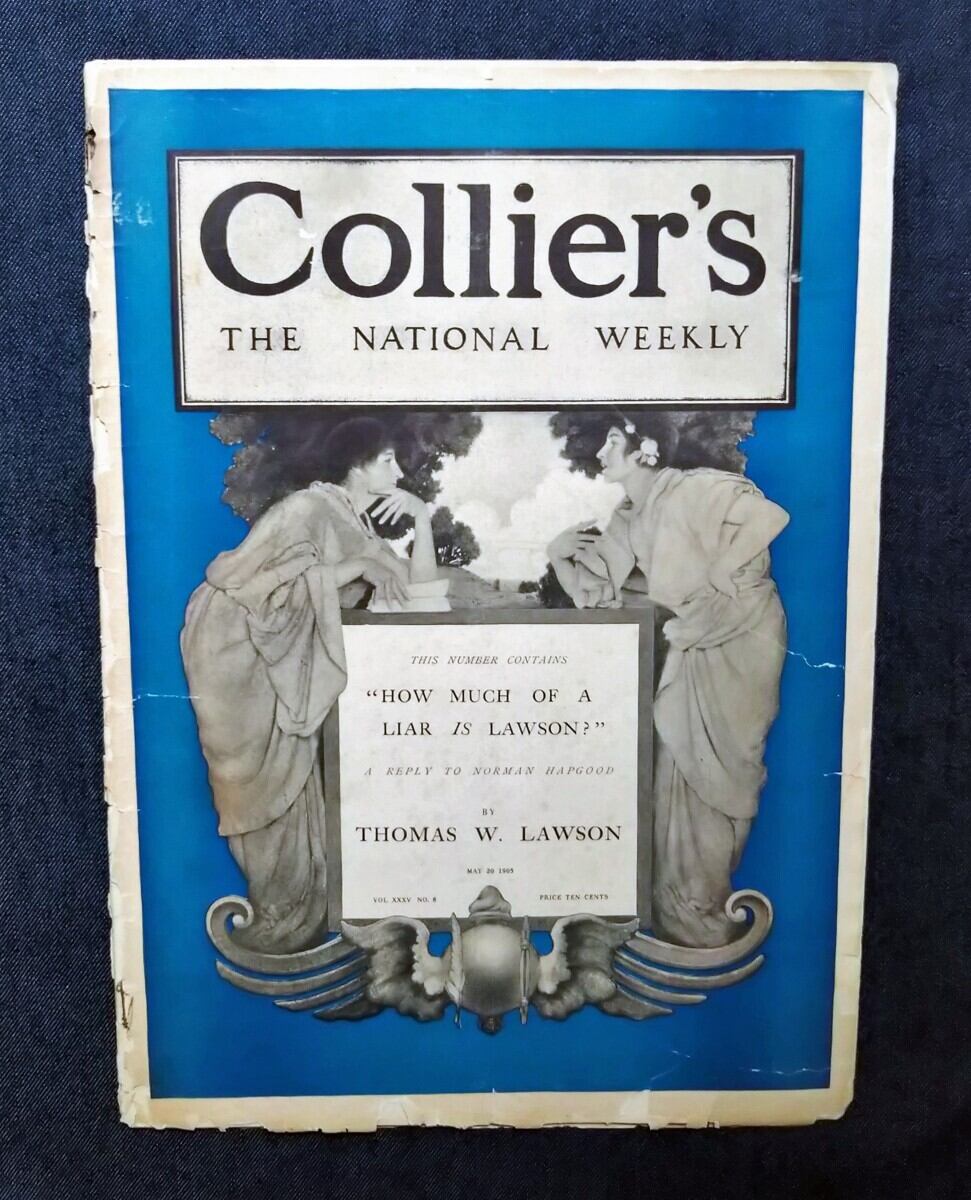 Collier's
THE NATIONAL WEEKLY
THIS NUMBER CONTAINS
"HOW MUCH OF A
LIAR IS LAWSON?"
A REPLY TO NORMAN HAPGOOD
BY
THOMAS W. LAWSON
MAY 20 1905
VOL XXXV NO. 8
PRICE TEN CENTS